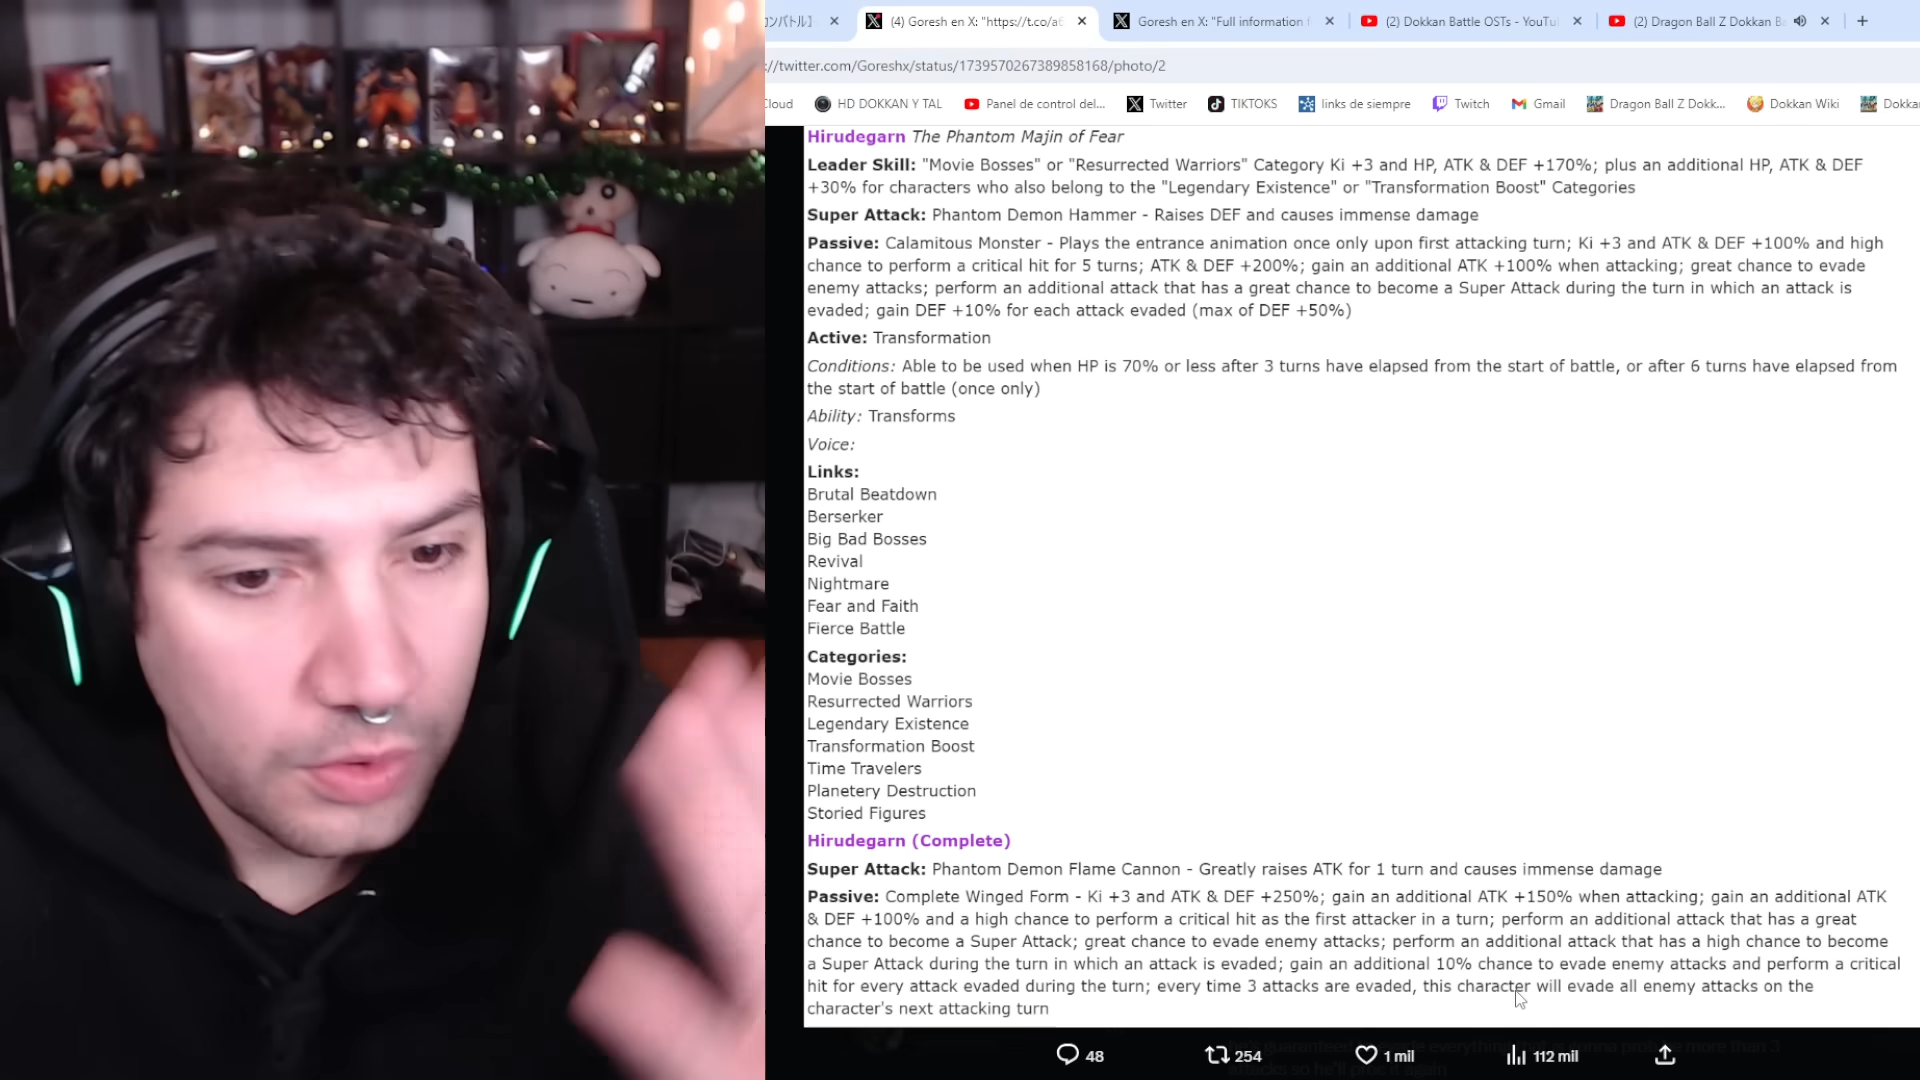 ンバトル】
(4) Goresh en X: "https://t.co/a
Goresh en X: "Full information f
(2) Dokkan Battle OSTs - YouTu
(2) Dragon Ball Z Dokkan Ba
://twitter.com/Goreshx/status/1739570267389858168/photo/2
Cloud
HD DOKKAN Y TAL
Panel de control del...
Twitter
TIKTOKS
links de siempre
Twitch
Gmail
Dragon Ball Z Dokk...
Dokkan Wiki
Dokka
Hirudegarn The Phantom Majin of Fear
Leader Skill: "Movie Bosses" or "Resurrected Warriors" Category Ki +3 and HP, ATK & DEF +170%; plus an additional HP, ATK & DEF
+30% for characters who also belong to the "Legendary Existence" or "Transformation Boost" Categories
Super Attack: Phantom Demon Hammer - Raises DEF and causes immense damage
Passive: Calamitous Monster - Plays the entrance animation once only upon first attacking turn; Ki +3 and ATK & DEF +100% and high
chance to perform a critical hit for 5 turns; ATK & DEF +200%; gain an additional ATK +100% when attacking; great chance to evade
enemy attacks; perform an additional attack that has a great chance to become a Super Attack during the turn in which an attack is
evaded; gain DEF +10% for each attack evaded (max of DEF +50%)
Active: Transformation
Conditions: Able to be used when HP is 70% or less after 3 turns have elapsed from the start of battle, or after 6 turns have elapsed from
the start of battle (once only)
Ability: Transforms
Voice:
Links:
Brutal Beatdown
Berserker
Big Bad Bosses
Revival
Nightmare
Fear and Faith
Fierce Battle
Categories:
Movie Bosses
Resurrected Warriors
Legendary Existence
Transformation Boost
Time Travelers
Planetery Destruction
Storied Figures
Hirudegarn (Complete)
Super Attack: Phantom Demon Flame Cannon - Greatly raises ATK for 1 turn and causes immense damage
Passive: Complete Winged Form - Ki +3 and ATK & DEF +250%; gain an additional ATK +150% when attacking; gain an additional ATK
& DEF +100% and a high chance to perform a critical hit as the first attacker in a turn; perform an additional attack that has a great
chance to become a Super Attack; great chance to evade enemy attacks; perform an additional attack that has a high chance to become
a Super Attack during the turn in which an attack is evaded; gain an additional 10% chance to evade enemy attacks and perform a critical
hit for every attack evaded during the turn; every time 3 attacks are evaded, this character will evade all enemy attacks on the
character's next attacking turn
48
254
1 mil
112 mil